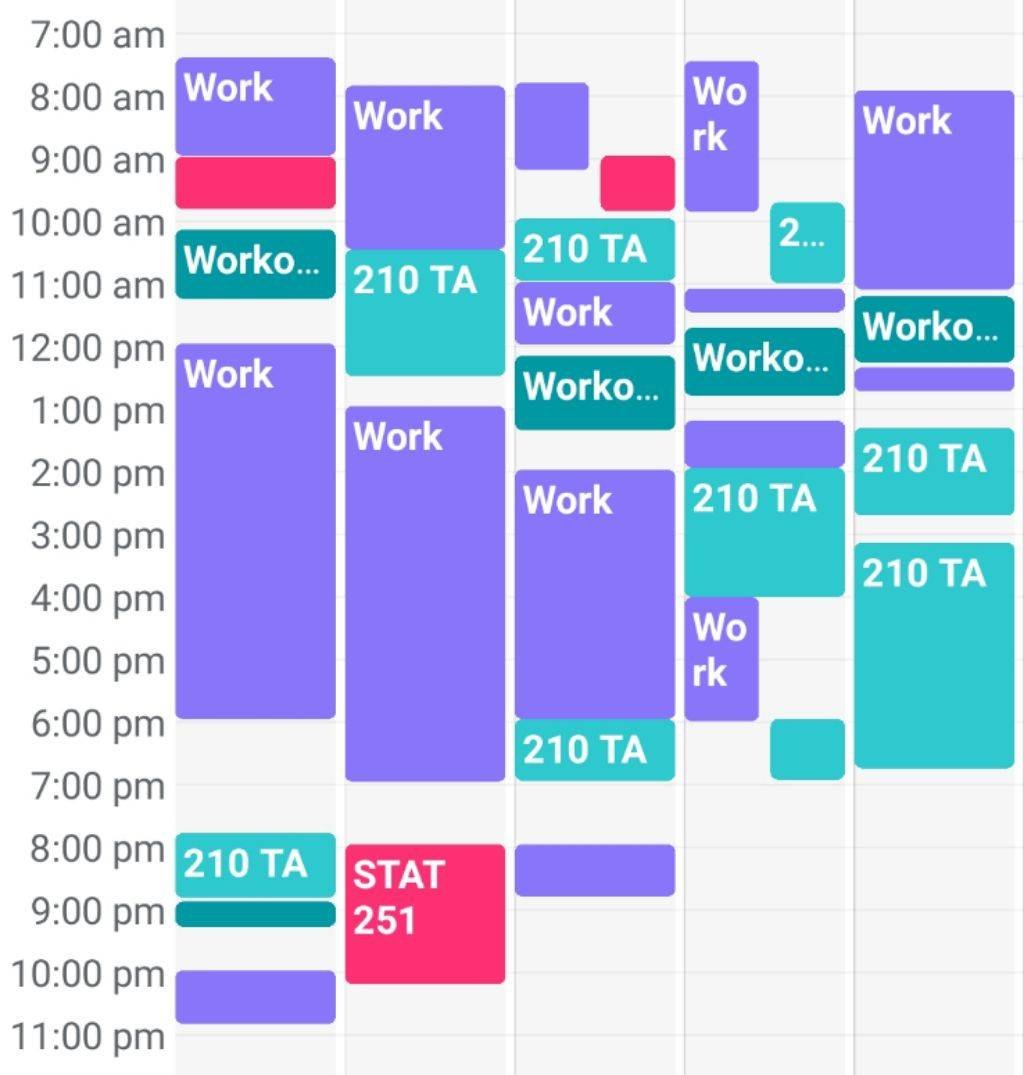 7:00 am
8:00 am
9:00 am
10:00 am
11:00 am
12:00 pm
1:00 pm
2:00 pm
3:00 pm
4:00 pm
5:00 pm
6:00 pm
7:00 pm
8:00 pm
9:00 pm
10:00 pm
11:00 pm
Work
Worko...
Work
210 TA
Work
210 TA
Work
STAT
251
210 TA
Work
Worko...
Work
210 TA
Wo
rk
2...
Worko...
210 TA
Wo
rk
Work
Worko...
210 TA
210 TA